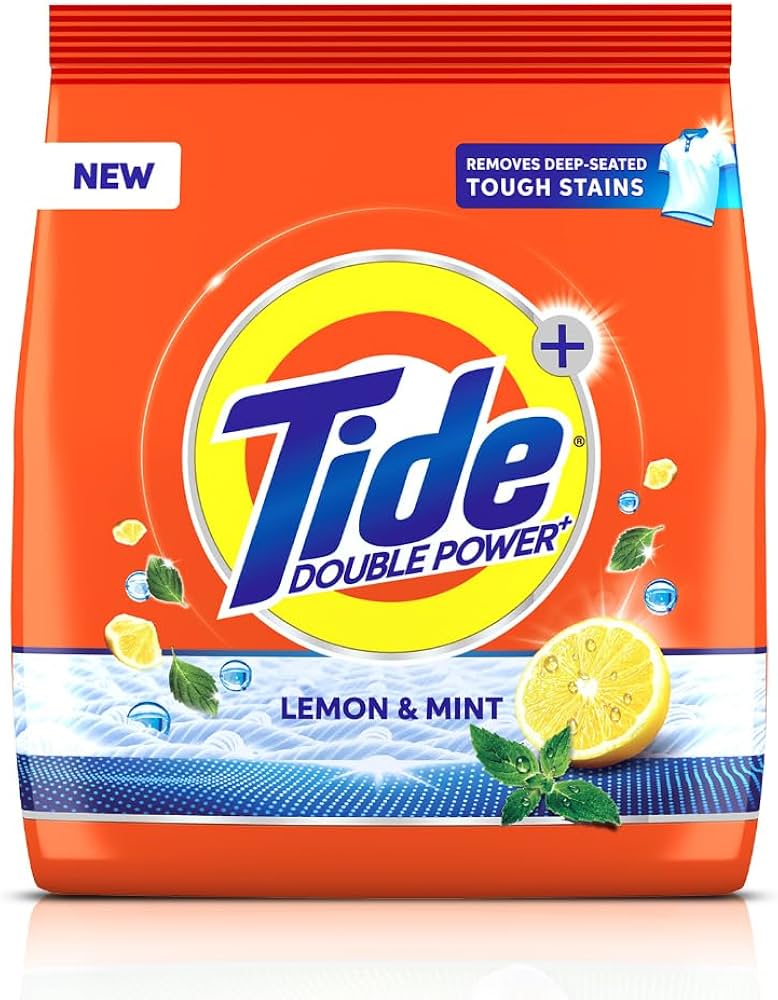 NEW
REMOVES DEEP-SEATED
TOUGH STAINS
+
Tide®
DOUBLE POWER+
LEMON & MINT